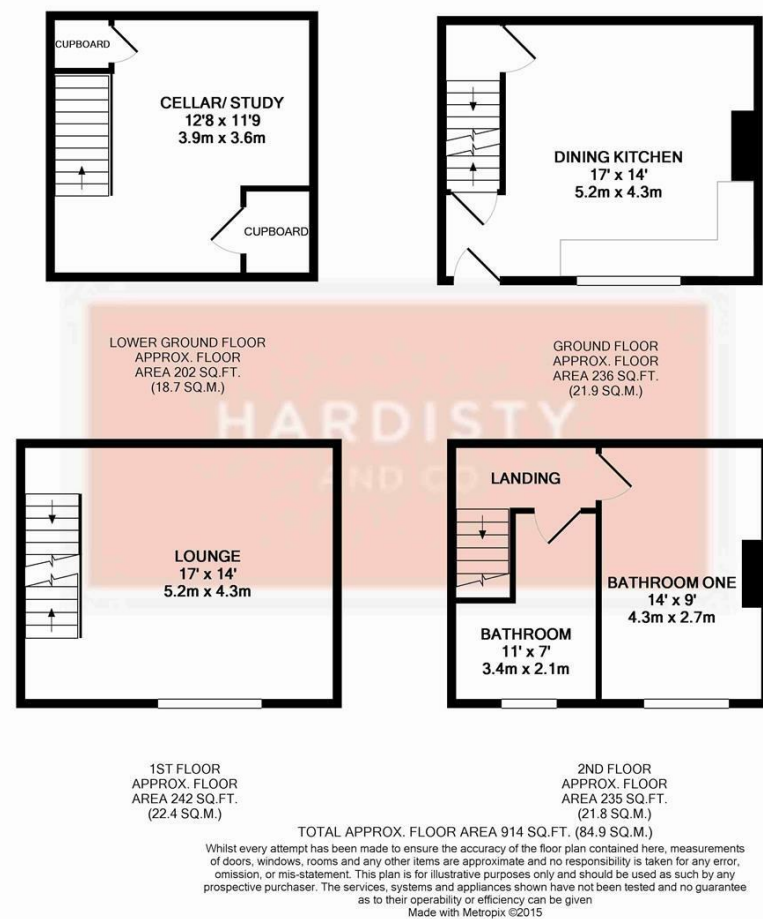 CUPBOARD
CELLAR/ STUDY
12'8 x 11'9
3.9m x 3.6m
CUPBOARD
DINING KITCHEN
17' x 14'
5.2m x 4.3m
LOWER GROUND FLOOR
APPROX. FLOOR
AREA 202 SQ.FT.
(18.7 SQ.M.)
GROUND FLOOR
APPROX. FLOOR
AREA 236 SQ.FT.
(21.9 SQ.M.)
HARDISTY
AND CO
LOUNGE
17' x 14'
5.2m x 4.3m
LANDING
BATHROOM ONE
14' x 9'
4.3m x 2.7m
BATHROOM
11' x 7'
3.4m x 2.1m
1ST FLOOR
APPROX. FLOOR
AREA 242 SQ.FT.
(22.4 SQ.M.)
2ND FLOOR
APPROX. FLOOR
AREA 235 SQ.FT.
(21.8 SQ.M.)
TOTAL APPROX. FLOOR AREA 914 SQ.FT. (84.9 SQ.M.)
Whilst every attempt has been made to ensure the accuracy of the floor plan contained here, measurements
of doors, windows, rooms and any other items are approximate and no responsibility is taken for any error,
omission, or mis-statement. This plan is for illustrative purposes only and should be used as such by any
prospective purchaser. The services, systems and appliances shown have not been tested and no guarantee
as to their operability or efficiency can be given
Made with Metropix ©2015